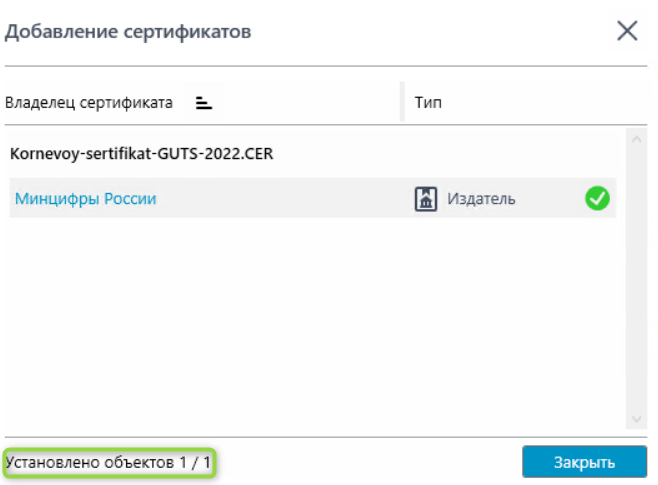 Добавление сертификатов
Владелец сертификата Тип
Kornevoy-sertifikat-GUTS-2022.CER
Минцифры России Издатель
Установлено объектов 1 / 1 Закрыть